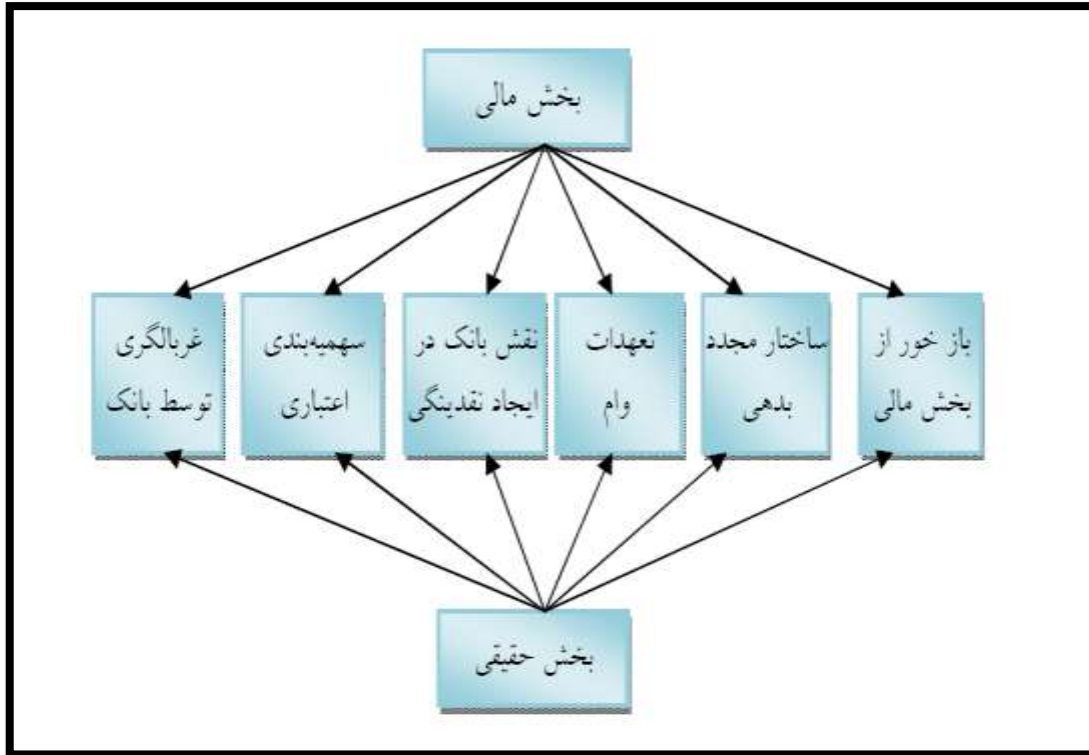 بخش مالی
باز خور از
بخش مالی
ساختار مجدد
بدهی
تعهدات
وام
نقش بانک در
ایجاد نقدینگی
سهمیه‌بندی
اعتباری
غربالگری
توسط بانک
بخش حقیقی